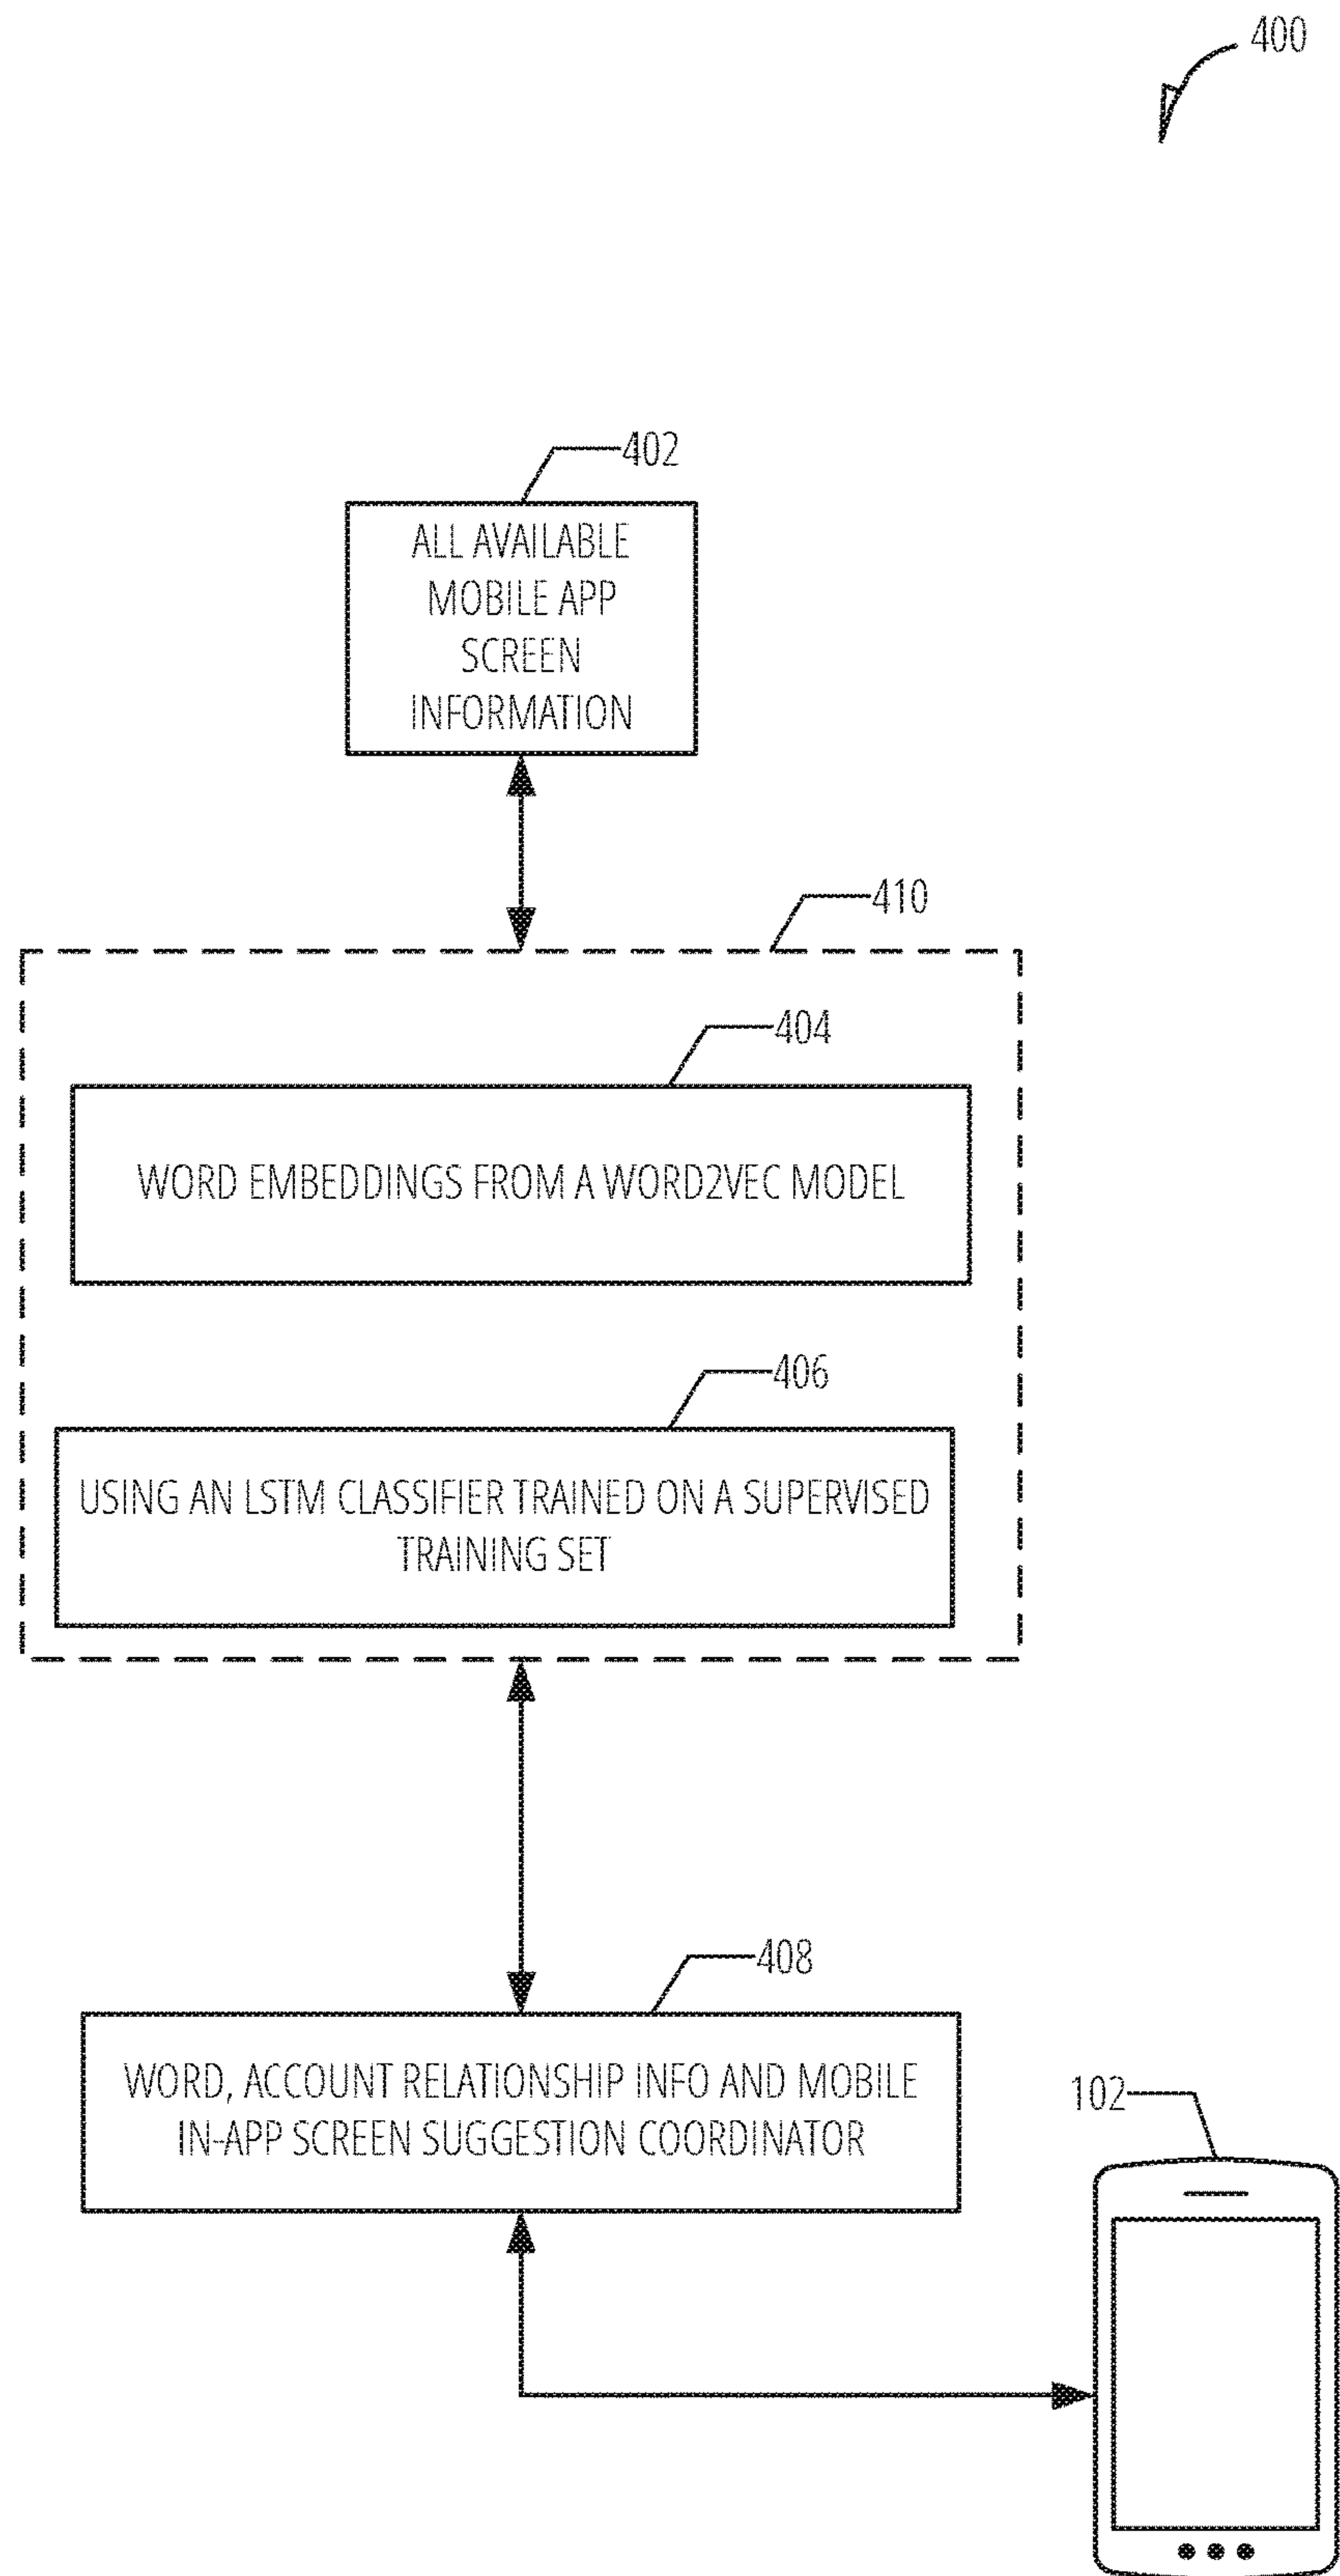 400
402
ALL AVAILABLE
MOBILE APP
SCREEN
INFORMATION
410
404
WORD EMBEDDINGS FROM A WORD2VEC MODEL
406
USING AN LSTM CLASSIFIER TRAINED ON A SUPERVISED
TRAINING SET
408
WORD, ACCOUNT RELATIONSHIP INFO AND MOBILE
IN-APP SCREEN SUGGESTION COORDINATOR
102